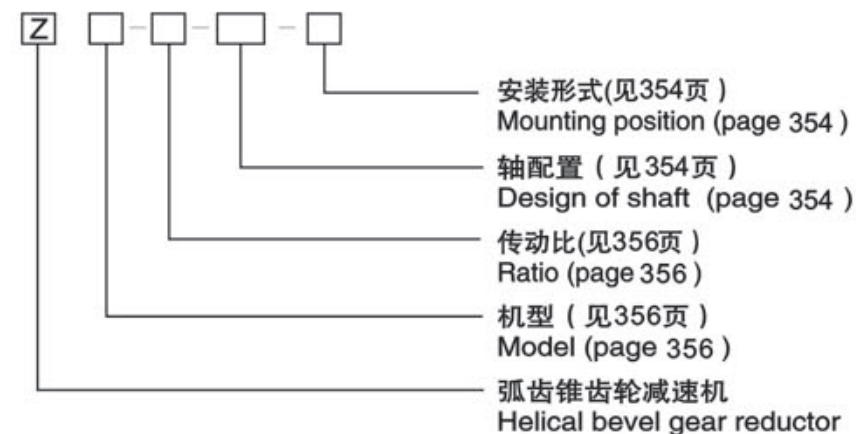 Z
安装形式(见354页 )
Mounting position (page 354 )
轴配置 ( 见354页 )
Design of shaft (page 354 )
传动比(见356页 )
Ratio (page 356 )
机型 ( 见356页 )
Model (page 356 )
弧齿锥齿轮减速机
Helical bevel gear reductor